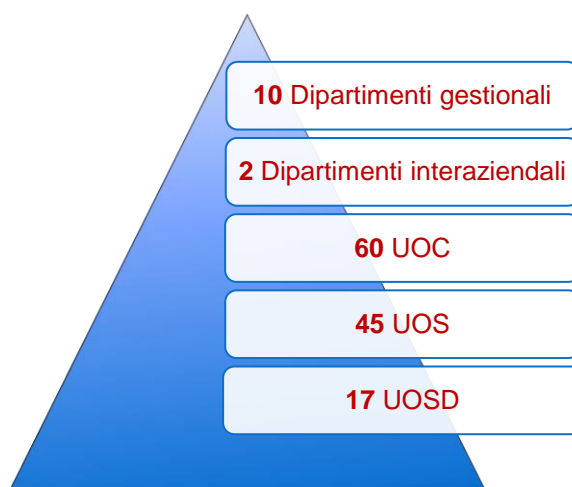 10 Dipartimenti gestionali
2 Dipartimenti interaziendali
60 UOC
45 UOS
17 UOSD